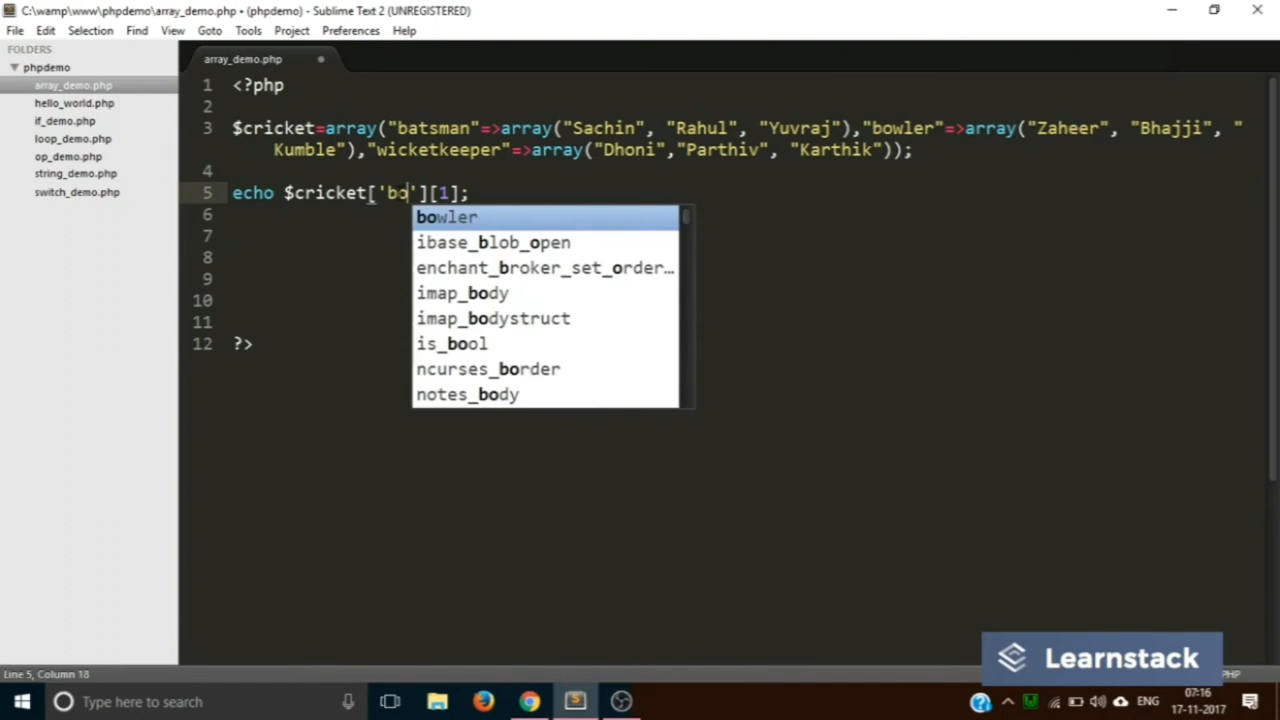 C:\wamp\www\phpdemo\array_demo.php • (phpdemo) - Sublime Text 2 (UNREGISTERED)
File Edit Selection Find View Goto Tools Project Preferences Help
FOLDERS
phpdemo
array_demo.php
hello_world.php
if_demo.php
loop_demo.php
op_demo.php
string_demo.php
switch_demo.php
array_demo.php
1 <?php
2
3 $cricket=array("batsman"=>array("Sachin", "Rahul", "Yuvraj"),"bowler"=>array("Zaheer", "Bhajji", "
Kumble"),"wicketkeeper"=>array("Dhoni","Parthiv", "Karthik"));
4
5 echo $cricket['bo'][1];
6
7
8
9
10
11
12 ?>
bowler
ibase_blob_open
enchant_broker_set_order…
imap_body
imap_bodystruct
is_bool
ncurses_border
notes_body
Learnstack
Line 5, Column 18
PHP
Type here to search
ENG
07:16
17-11-2017